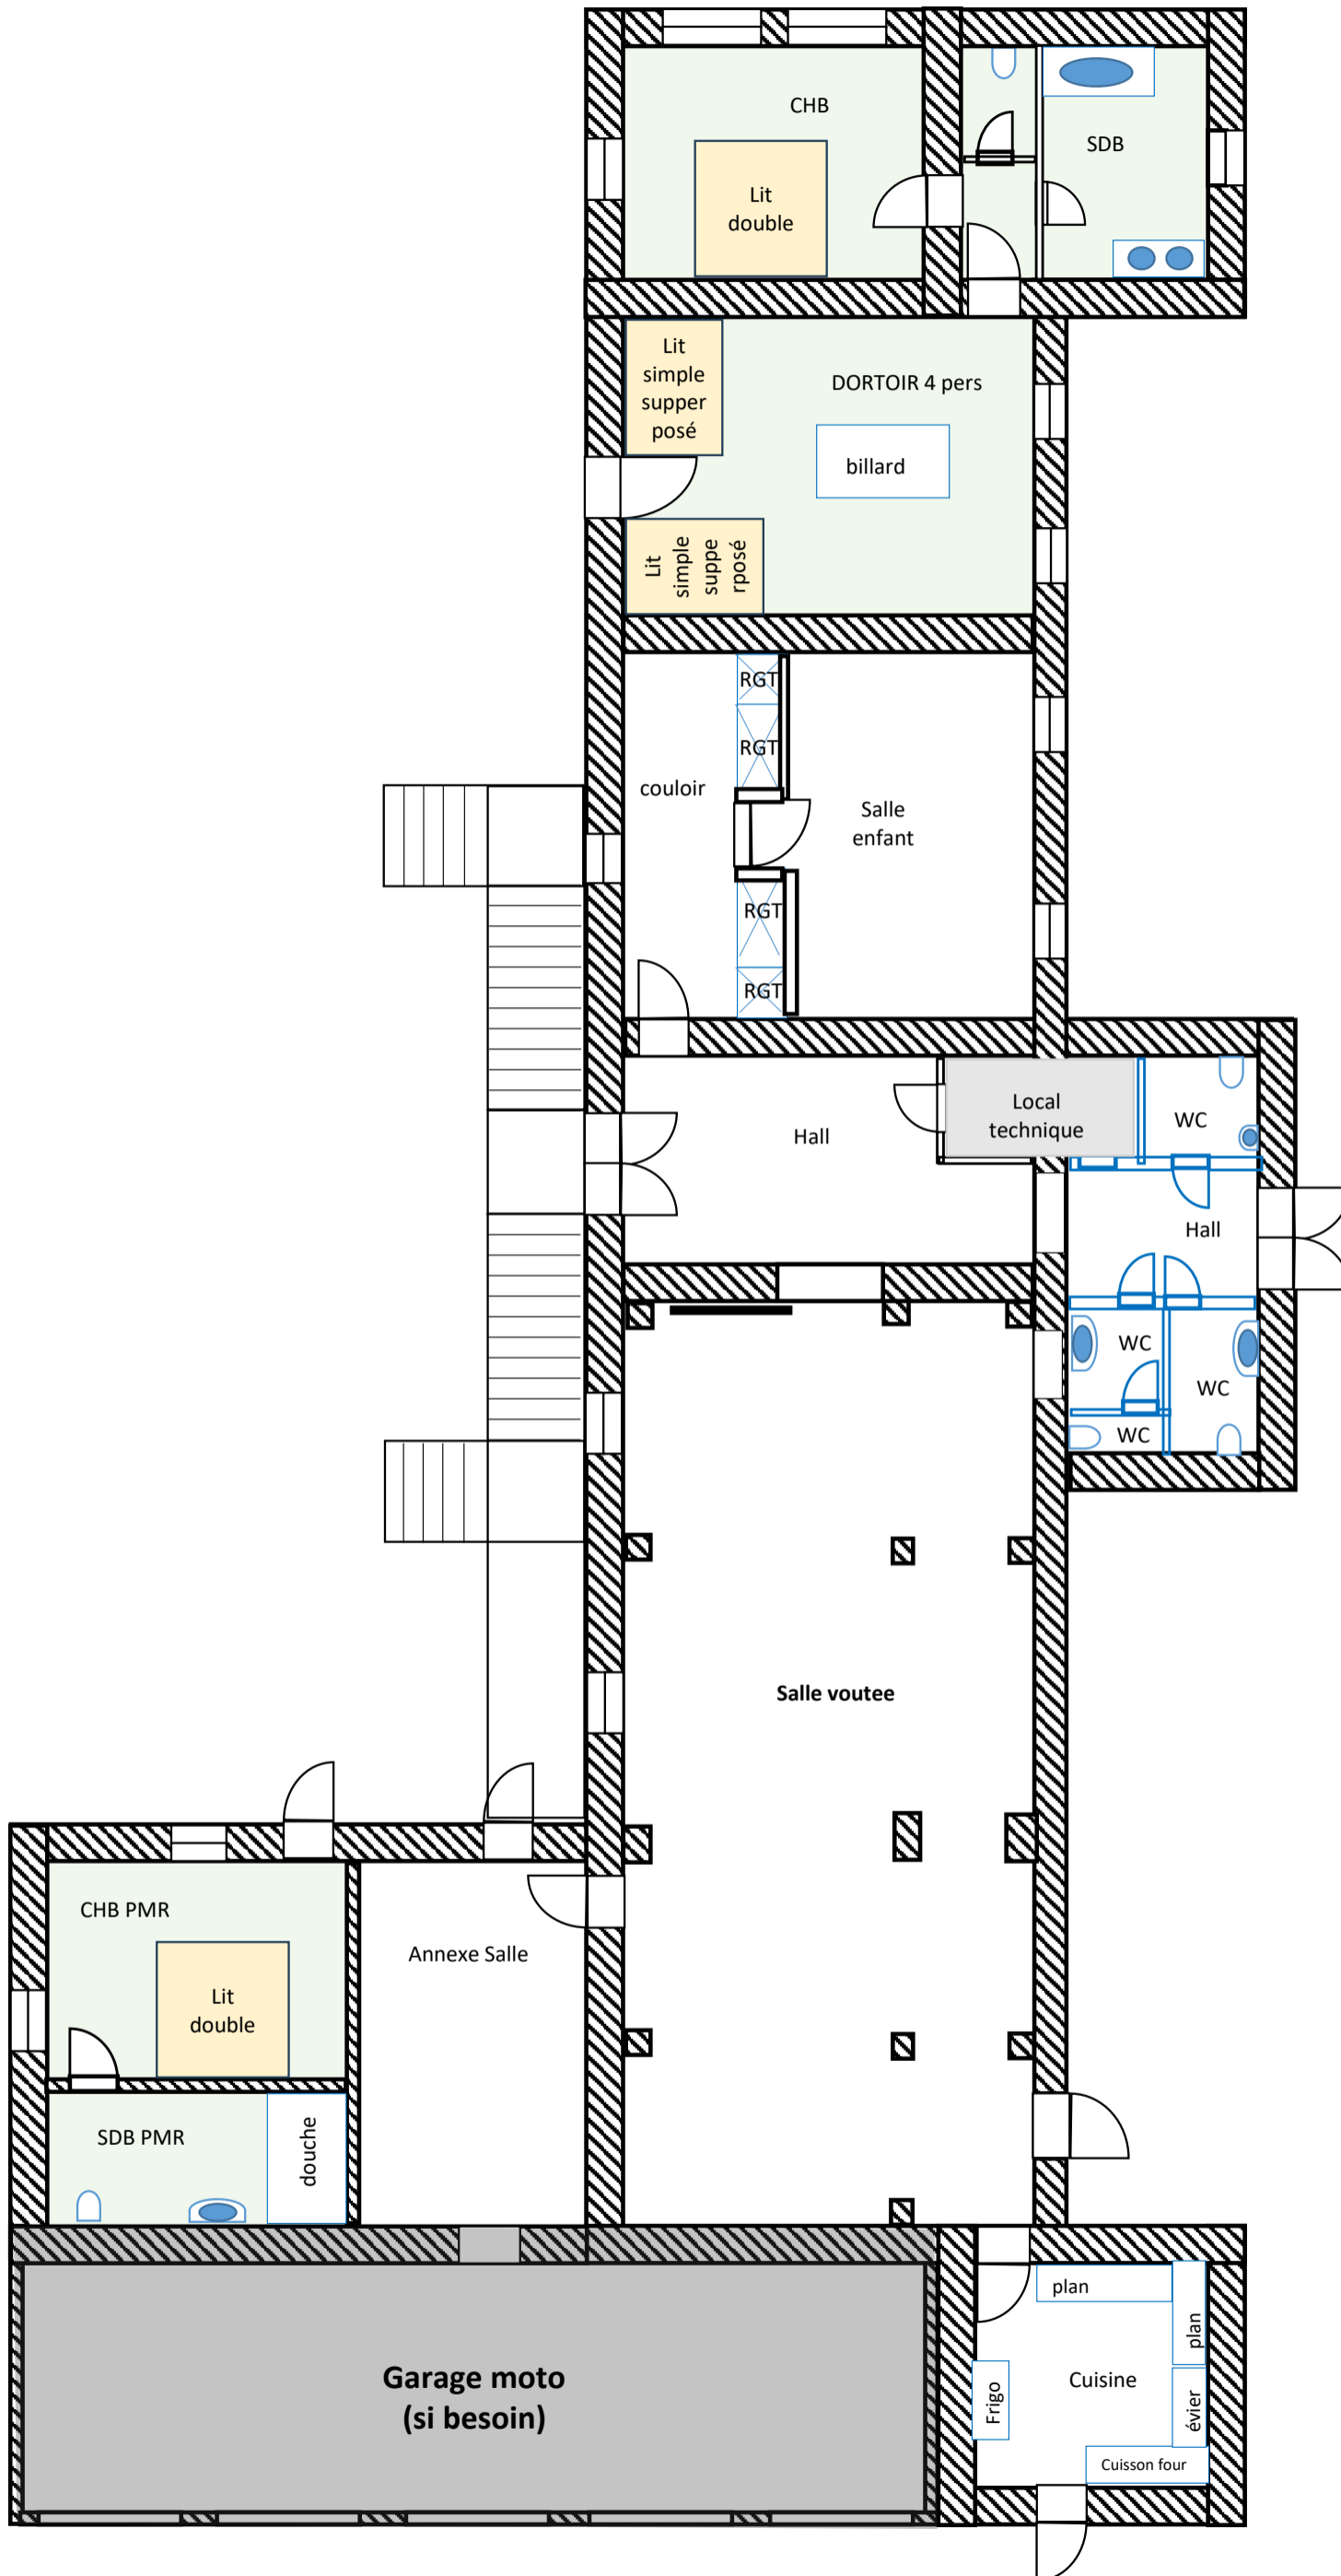 CHB
Lit
double
SDB
Lit
simple
supper
posé
DORTOIR 4 pers
billard
Lit
simple
suppe
rposé
RGT
RGT
couloir
Salle
enfant
RGT
RGT
Hall
Local
technique
WC
Hall
WC
WC
WC
Salle voutee
CHB PMR
Lit
double
Annexe Salle
SDB PMR
douche
Garage moto
(si besoin)
plan
plan
Cuisine
Frigo
évier
Cuisson four